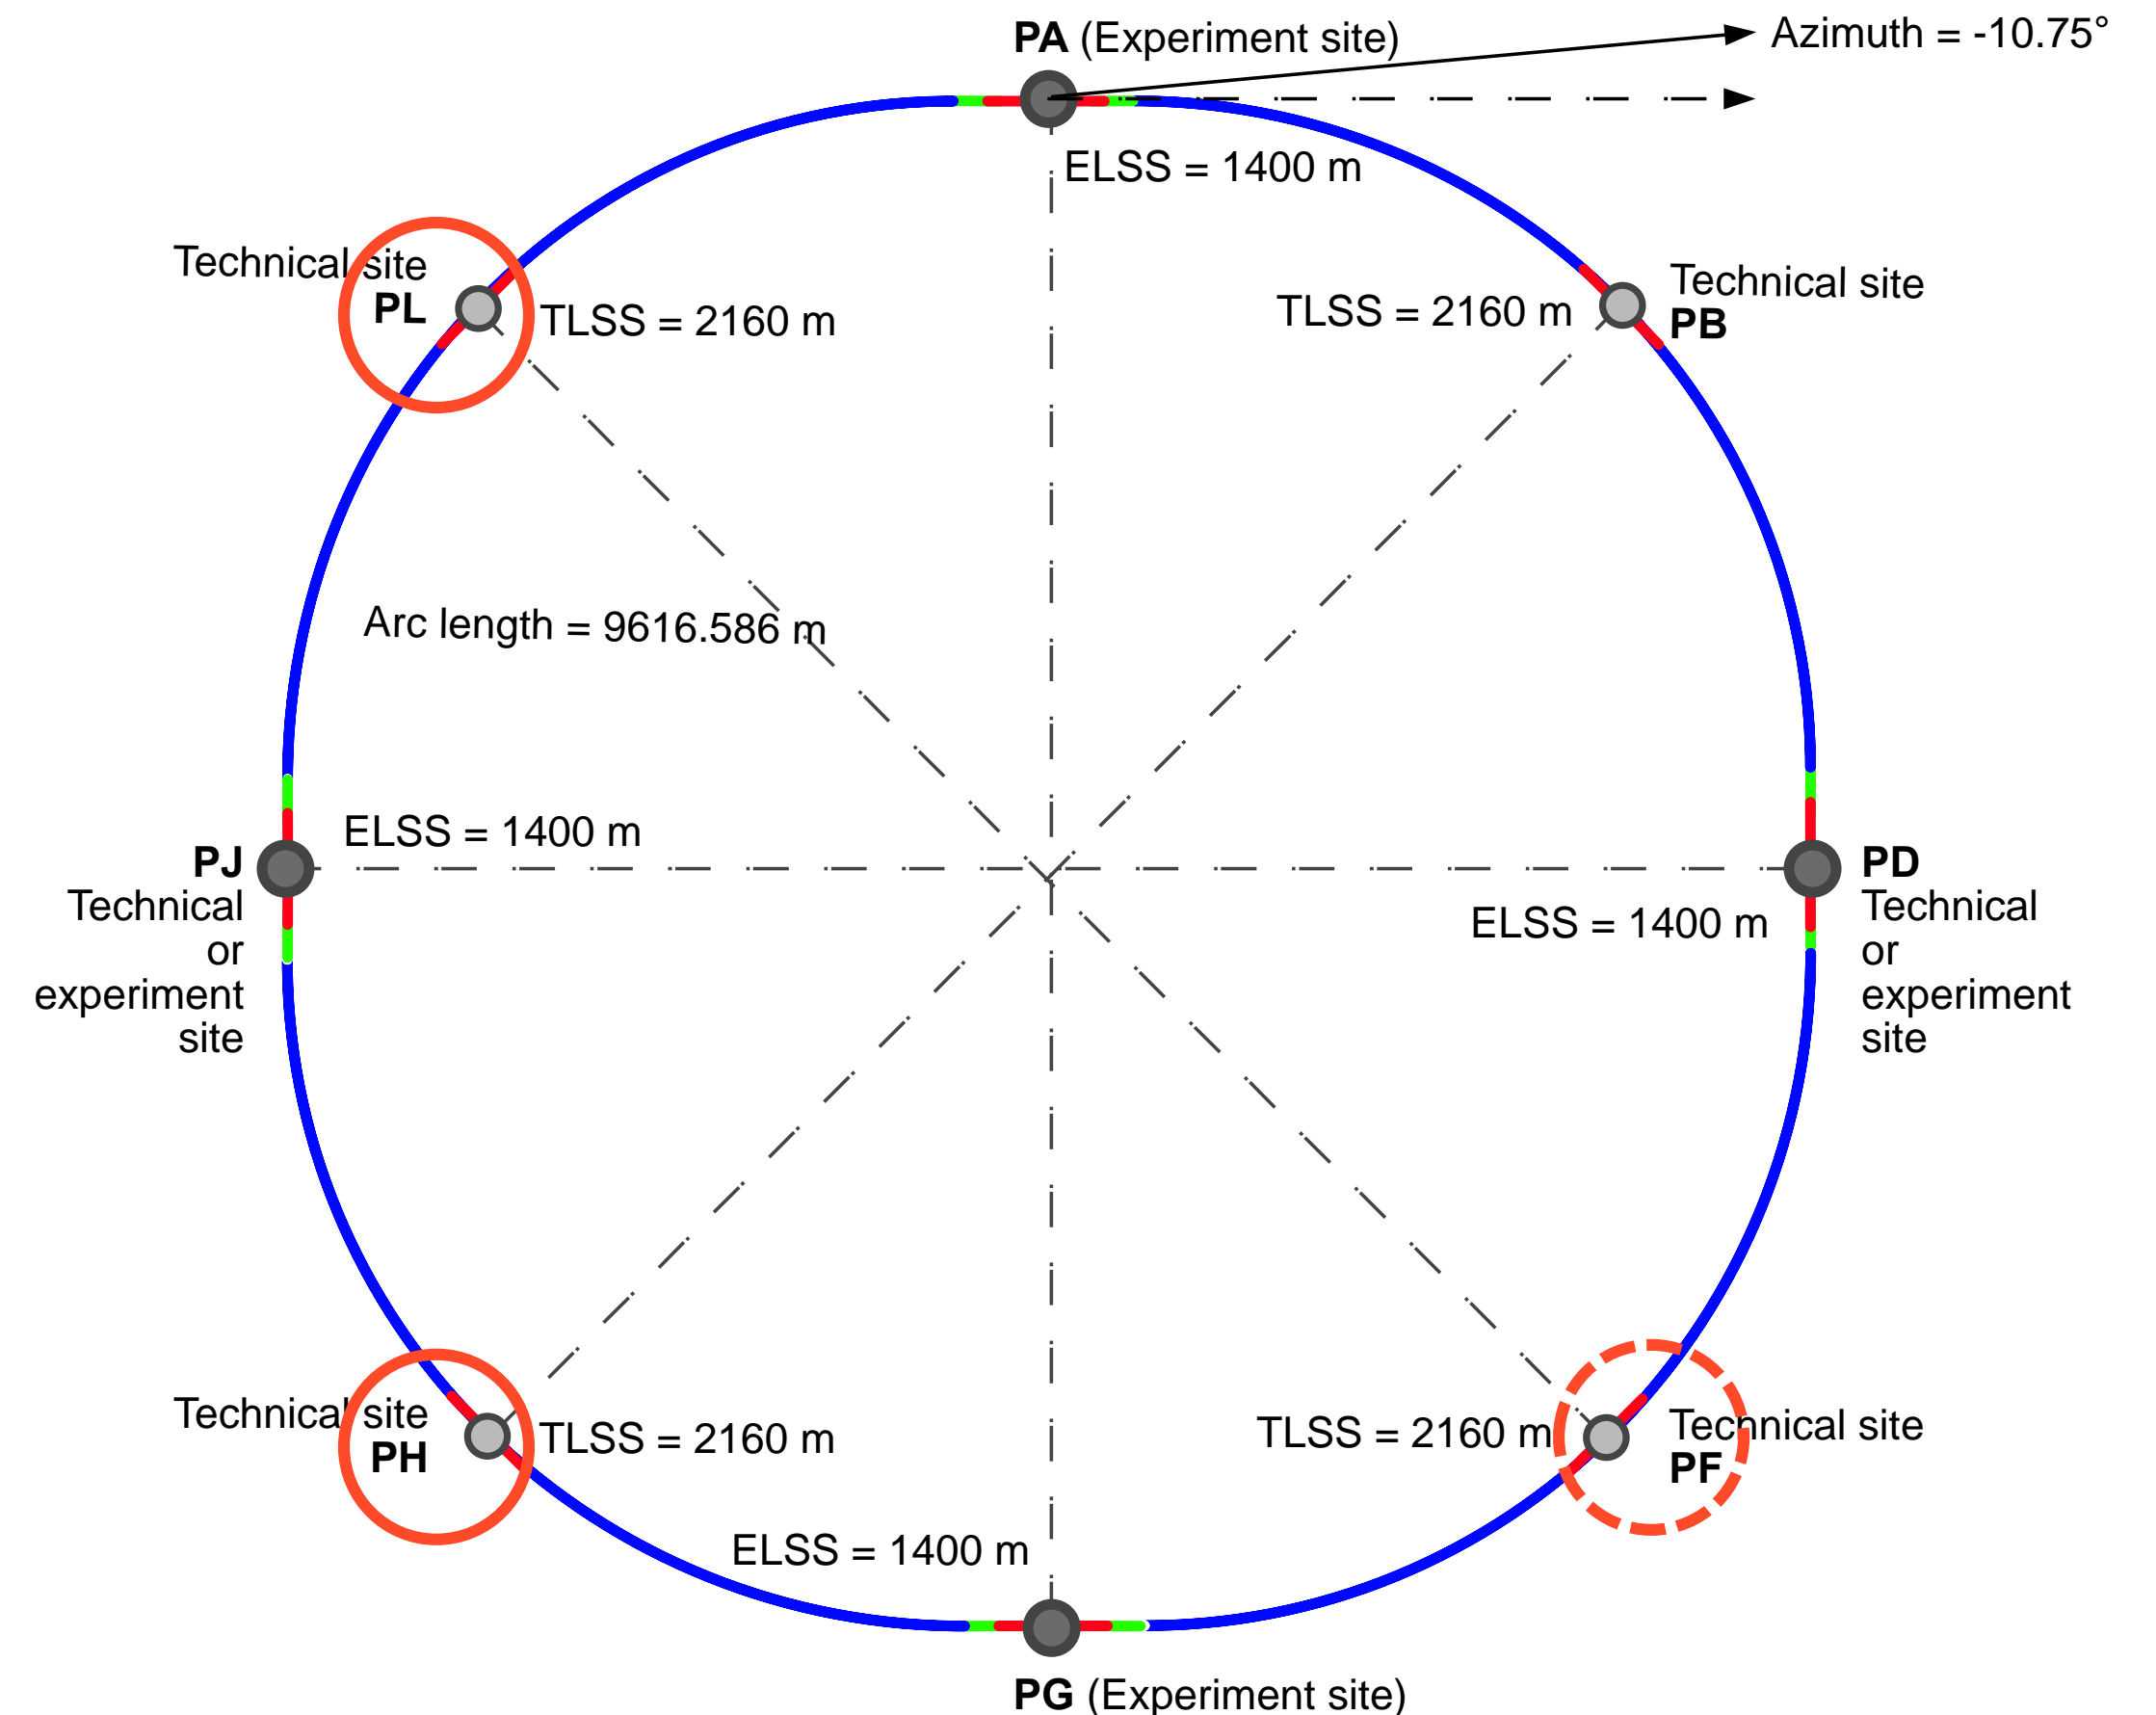 PA (Experiment site)
Azimuth = -10.75°
ELSS = 1400 m
Technical site
PL
TLSS = 2160 m
TLSS = 2160 m
Technical site
PB
Arc length = 9616.586 m
ELSS = 1400 m
PJ
Technical
or
experiment
site
PD
Technical
or
experiment
site
ELSS = 1400 m
Technical site
PH
TLSS = 2160 m
TLSS = 2160 m
Technical site
PF
ELSS = 1400 m
PG (Experiment site)